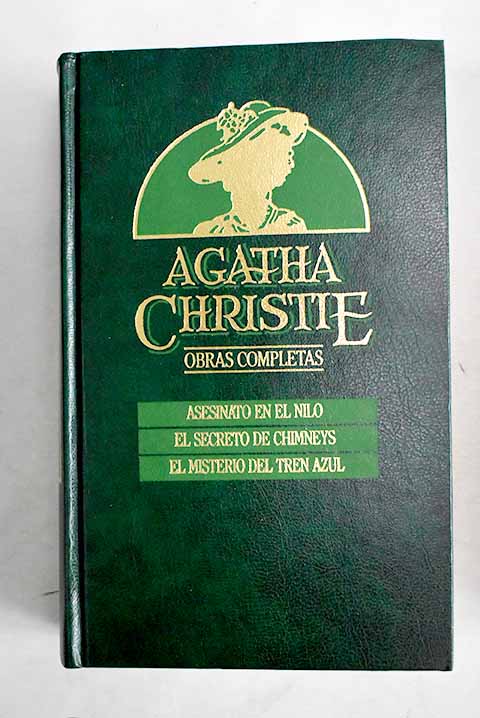 AGATHA
CHRISTIE
OBRAS COMPLETAS
ASESINATO EN EL NILO
EL SECRETO DE CHIMNEYS
EL MISTERIO DEL TREN AZUL